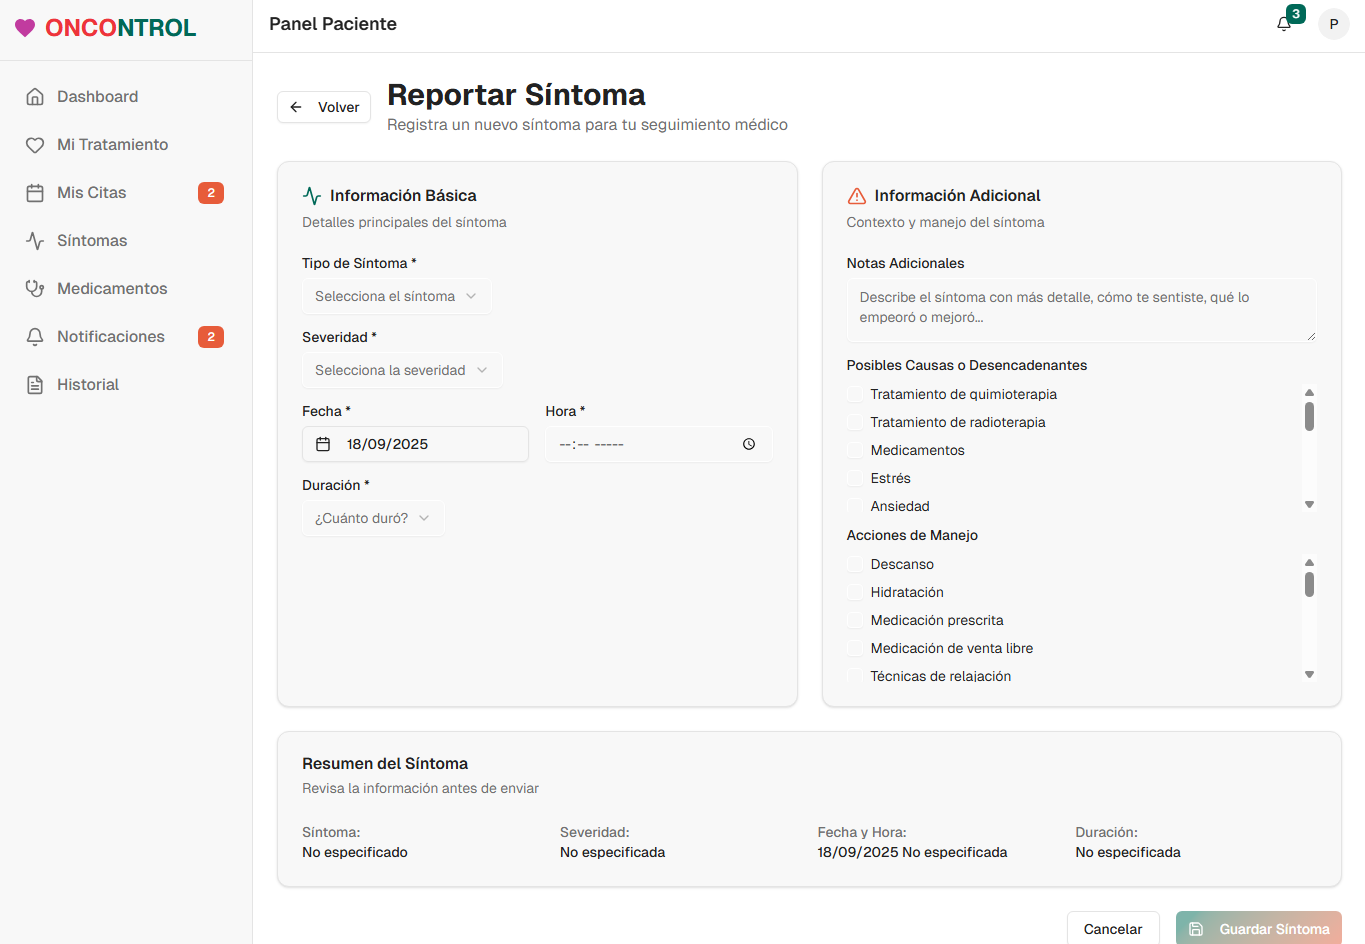 ONCONTROL
Dashboard
Mi Tratamiento
Mis Citas 2
Síntomas
Medicamentos
Notificaciones 2
Historial
Panel Paciente
3
P
Volver
Reportar Síntoma
Registra un nuevo síntoma para tu seguimiento médico
Información Básica
Detalles principales del síntoma
Tipo de Síntoma *
Selecciona el síntoma
Severidad *
Selecciona la severidad
Fecha * Hora *
18/09/2025 --:-- -----
Duración *
¿Cuánto duró?
Información Adicional
Contexto y manejo del síntoma
Notas Adicionales
Describe el síntoma con más detalle, cómo te sentiste, qué lo
empeoró o mejoró...
Posibles Causas o Desencadenantes
Tratamiento de quimioterapia
Tratamiento de radioterapia
Medicamentos
Estrés
Ansiedad
Acciones de Manejo
Descanso
Hidratación
Medicación prescrita
Medicación de venta libre
Técnicas de relajación
Resumen del Síntoma
Revisa la información antes de enviar
Síntoma: Severidad: Fecha y Hora: Duración:
No especificado No especificada 18/09/2025 No especificada No especificada
Cancelar Guardar Síntoma